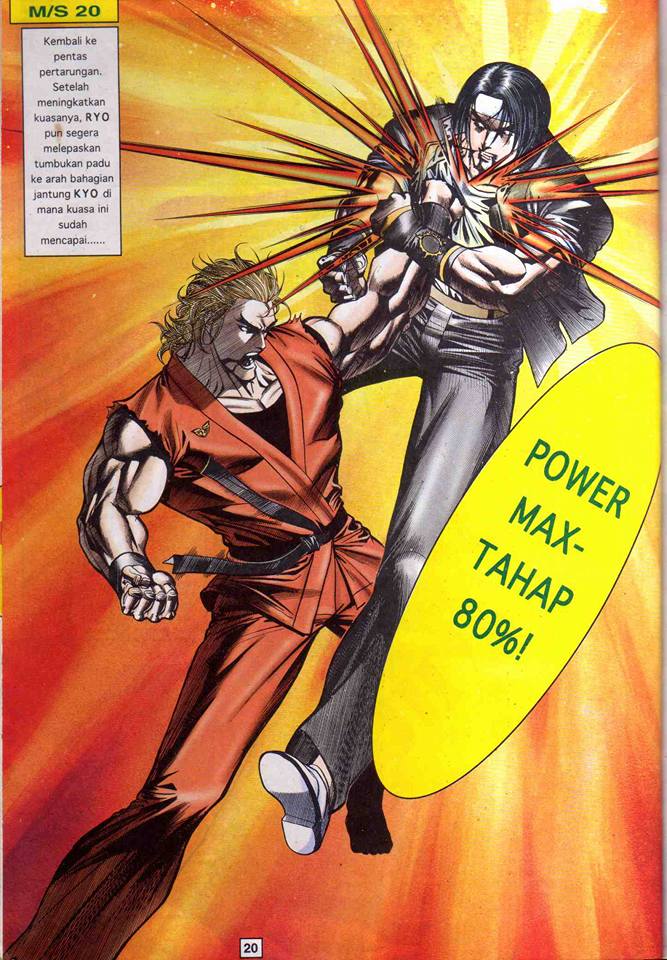 M/S 20
Kembali ke
pentas
pertarungan.
Setelah
meningkatkan
kuasanya, RYO
pun segera
melepaskan
tumbukan padu
ke arah bahagian
jantung KYO di
mana kuasa ini
sudah
mencapai......
POWER
MAX-
TAHAP
80%!
20